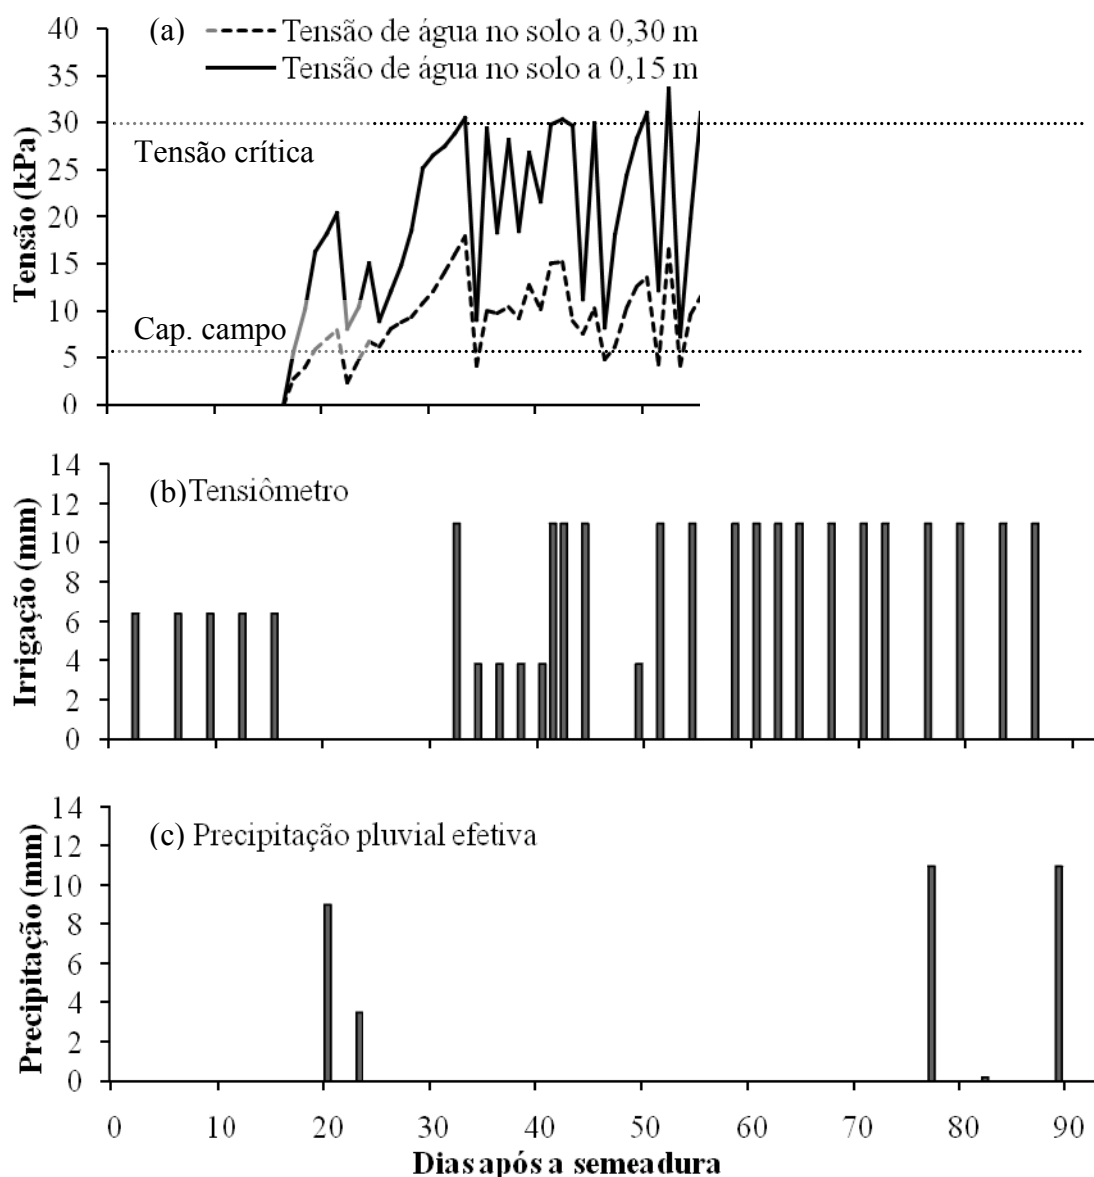 (a) Tensão de água no solo a 0,30 m
Tensão de água no solo a 0,15 m
40
35
30
25
20
15
10
5
0
Tensão (kPa)
Tensão crítica
Cap. campo
14
12
10
8
6
4
2
0
Irrigação (mm)
(b) Tensiômetro
14
12
10
8
6
4
2
0
Precipitação (mm)
(c) Precipitação pluvial efetiva
0 10 20 30 40 50 60 70 80 90
Dias após a semeadura